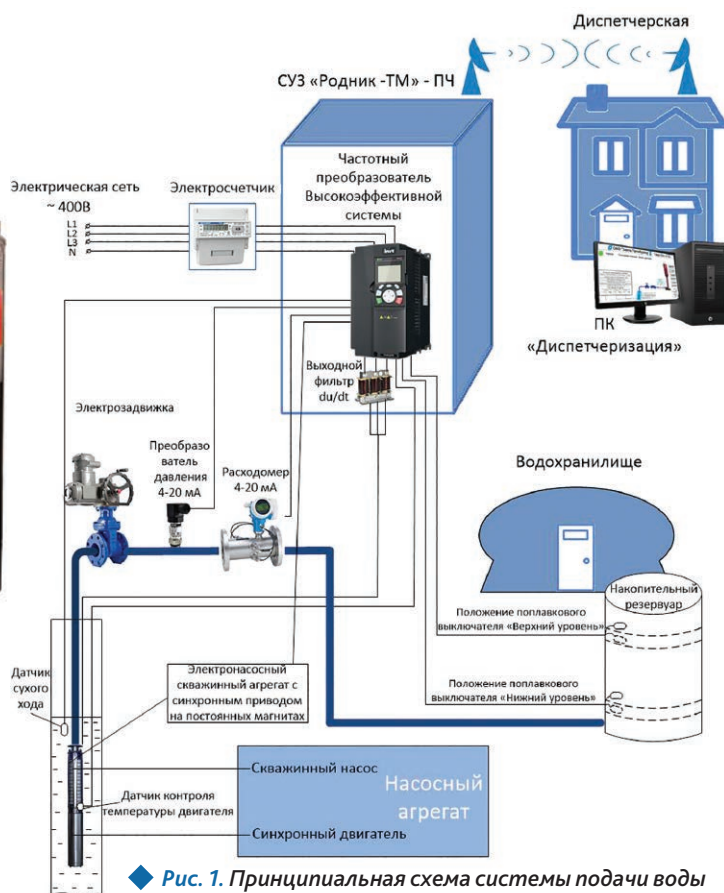 Диспетчерская
СУЗ «Родник -ТМ» - ПЧ
Частотный
преобразователь
Высокоэффективной
системы
Электрическая сеть
~ 400В
L1
L2
L3
N
Электросчетчик
ПК
«Диспетчеризация»
Выходной
фильтр
du/dt
Электрозадвижка
Преобразо
ватель
давления
4-20 мА
Расходомер
4-20 мА
Водохранилище
Накопительный
резервуар
Положение поплавкового
выключателя «Верхний уровень»
Положение поплавкового
выключателя «Нижний уровень»
Датчик
сухого
хода
Электронасосный
скважинный агрегат с
синхронным приводом
на постоянных магнитах
Скважинный насос
Насосный
агрегат
Датчик контроля
температуры двигателя
Синхронный двигатель
Рис. 1. Принципиальная схема системы подачи воды